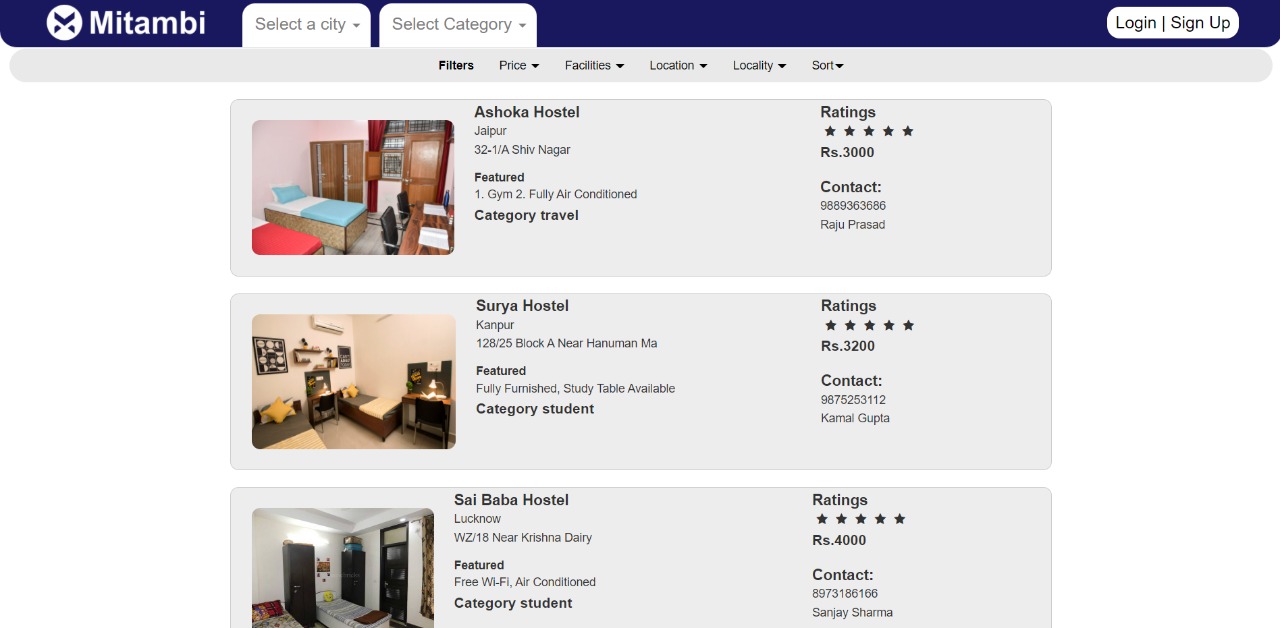 Mitambi
Select a city
Select Category
Login | Sign Up
Filters
Price
Facilities
Location
Locality
Sort
Ashoka Hostel
Jaipur
32-1/A Shiv Nagar
Featured
1. Gym 2. Fully Air Conditioned
Category travel
Ratings
Rs.3000
Contact:
9889363686
Raju Prasad
Surya Hostel
Kanpur
128/25 Block A Near Hanuman Ma
Featured
Fully Furnished, Study Table Available
Category student
Ratings
Rs.3200
Contact:
9875253112
Kamal Gupta
Sai Baba Hostel
Lucknow
WZ/18 Near Krishna Dairy
Featured
Free Wi-Fi, Air Conditioned
Category student
Ratings
Rs.4000
Contact:
8973186166
Sanjay Sharma